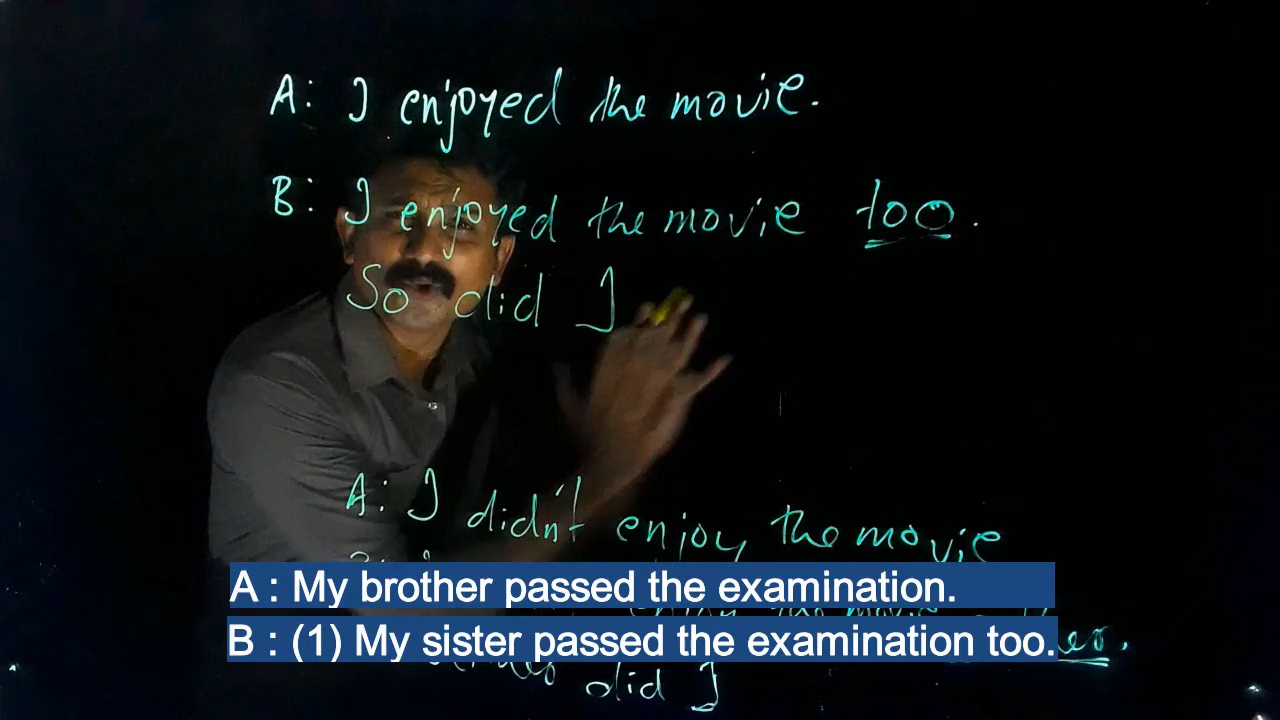 A: I enjoyed the movie.
B: I enjoyed the movie too.
So did I
A: I didn't enjoy the movie
A : My brother passed the examination.
B : (1) My sister passed the examination too.
did I